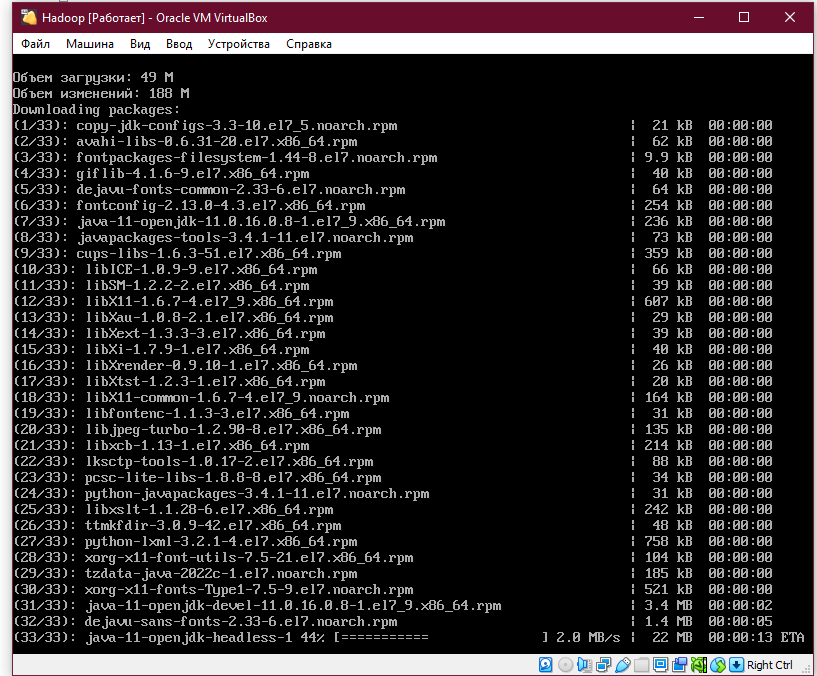 Hadoop [Работает] - Oracle VM VirtualBox
Файл Машина Вид Ввод Устройства Справка
Объем загрузки: 49 M
Объем изменений: 188 M
Downloading packages:
(1/33): copy-jdk-configs-3.3-10.el7_5.noarch.rpm | 21 kB 00:00:00
(2/33): avahi-libs-0.6.31-20.el7.x86_64.rpm | 62 kB 00:00:00
(3/33): fontpackages-filesystem-1.44-8.el7.noarch.rpm | 9.9 kB 00:00:00
(4/33): giflib-4.1.6-9.el7.x86_64.rpm | 40 kB 00:00:00
(5/33): dejavu-fonts-common-2.33-6.el7.noarch.rpm | 64 kB 00:00:00
(6/33): fontconfig-2.13.0-4.3.el7.x86_64.rpm | 254 kB 00:00:00
(7/33): java-11-openjdk-11.0.16.0.8-1.el7_9.x86_64.rpm | 236 kB 00:00:00
(8/33): javapackages-tools-3.4.1-11.el7.noarch.rpm | 73 kB 00:00:00
(9/33): cups-libs-1.6.3-51.el7.x86_64.rpm | 359 kB 00:00:00
(10/33): libICE-1.0.9-9.el7.x86_64.rpm | 66 kB 00:00:00
(11/33): libSM-1.2.2-2.el7.x86_64.rpm | 39 kB 00:00:00
(12/33): libX11-1.6.7-4.el7_9.x86_64.rpm | 607 kB 00:00:00
(13/33): libXau-1.0.8-2.1.el7.x86_64.rpm | 29 kB 00:00:00
(14/33): libXext-1.3.3-3.el7.x86_64.rpm | 39 kB 00:00:00
(15/33): libXi-1.7.9-1.el7.x86_64.rpm | 40 kB 00:00:00
(16/33): libXrender-0.9.10-1.el7.x86_64.rpm | 26 kB 00:00:00
(17/33): libXtst-1.2.3-1.el7.x86_64.rpm | 20 kB 00:00:00
(18/33): libX11-common-1.6.7-4.el7_9.noarch.rpm | 164 kB 00:00:00
(19/33): libfontenc-1.1.3-3.el7.x86_64.rpm | 31 kB 00:00:00
(20/33): libjpeg-turbo-1.2.90-8.el7.x86_64.rpm | 135 kB 00:00:00
(21/33): libxcb-1.13-1.el7.x86_64.rpm | 214 kB 00:00:00
(22/33): lksctp-tools-1.0.17-2.el7.x86_64.rpm | 88 kB 00:00:00
(23/33): pcsc-lite-libs-1.8.8-8.el7.x86_64.rpm | 34 kB 00:00:00
(24/33): python-javapackages-3.4.1-11.el7.noarch.rpm | 31 kB 00:00:00
(25/33): libxslt-1.1.28-6.el7.x86_64.rpm | 242 kB 00:00:00
(26/33): ttmkfdir-3.0.9-42.el7.x86_64.rpm | 48 kB 00:00:00
(27/33): python-lxml-3.2.1-4.el7.x86_64.rpm | 758 kB 00:00:00
(28/33): xorg-x11-font-utils-7.5-21.el7.x86_64.rpm | 104 kB 00:00:00
(29/33): tzdata-java-2022c-1.el7.noarch.rpm | 185 kB 00:00:00
(30/33): xorg-x11-fonts-Type1-7.5-9.el7.noarch.rpm | 521 kB 00:00:00
(31/33): java-11-openjdk-devel-11.0.16.0.8-1.el7_9.x86_64.rpm | 3.4 MB 00:00:02
(32/33): dejavu-sans-fonts-2.33-6.el7.noarch.rpm | 1.4 MB 00:00:05
(33/33): java-11-openjdk-headless-1 44% [=========== ] 2.0 MB/s | 22 MB 00:00:13 ETA
Right Ctrl